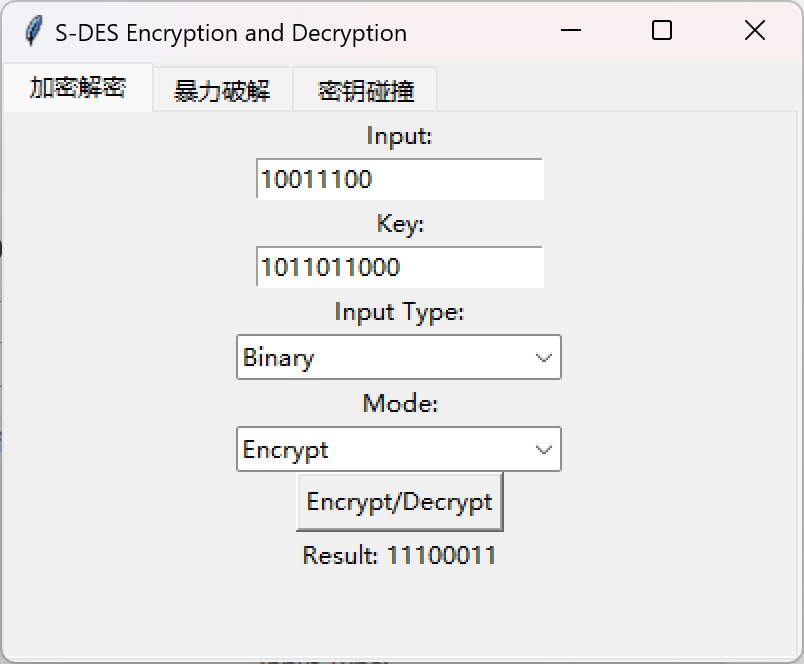 S-DES Encryption and Decryption
加密解密 暴力破解 密钥碰撞
Input:
10011100
Key:
1011011000
Input Type:
Binary
Mode:
Encrypt
Encrypt/Decrypt
Result: 11100011